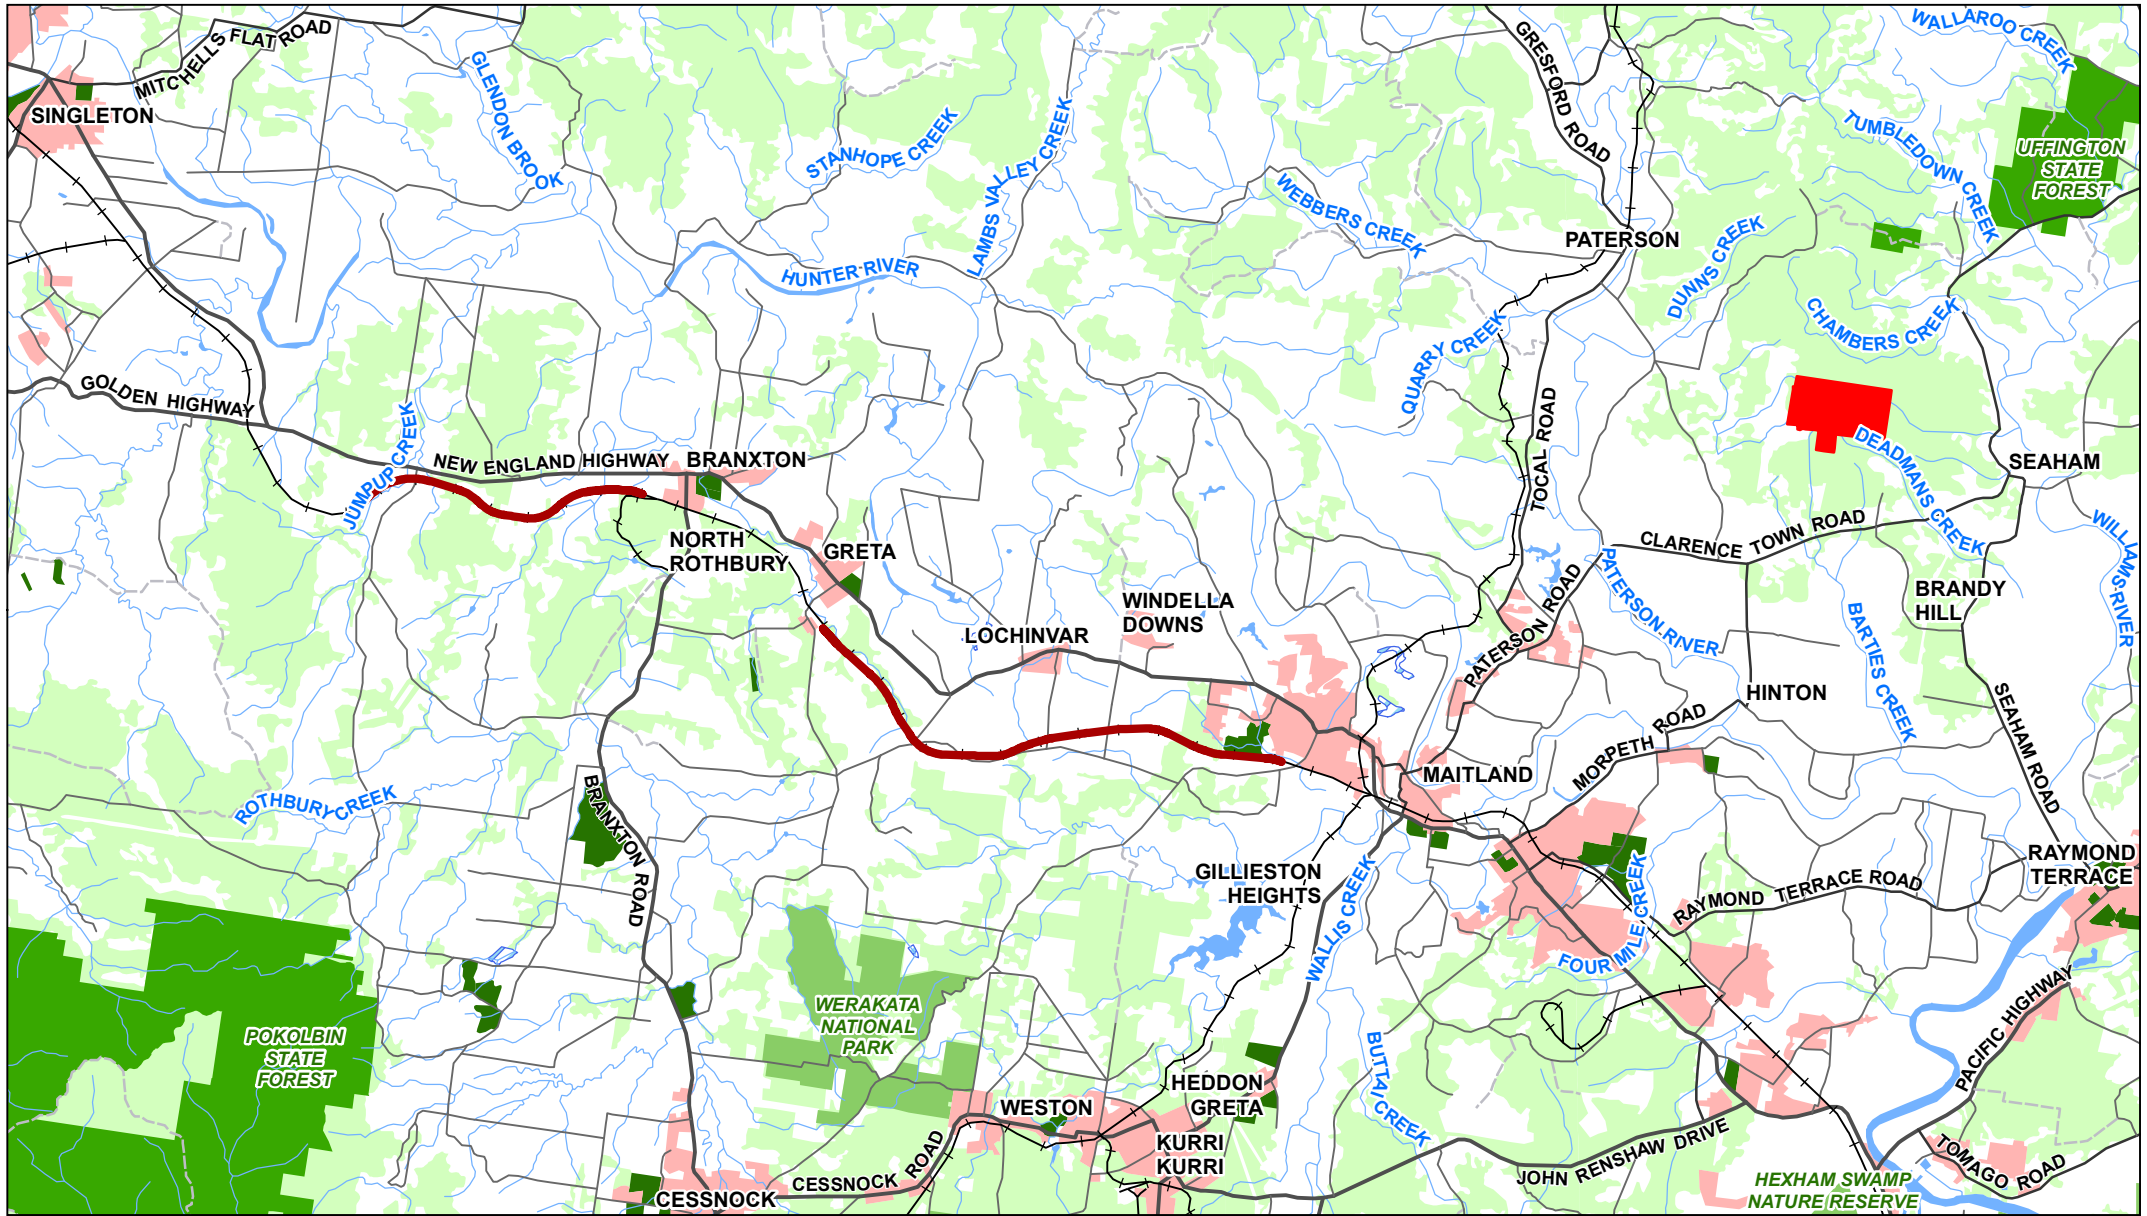 MITCHELLS FLAT ROAD
SINGLETON
GLENDON BROOK
STANHOPE CREEK
LAMBS VALLEY CREEK
GRESFORD ROAD
WALLAROO CREEK
TUMBLEDOWN CREEK
UFFINGTON
STATE
FOREST
WEBBERS CREEK
PATERSON
DUNNS CREEK
HUNTER RIVER
CHAMBERS CREEK
QUARRY CREEK
GOLDEN HIGHWAY
JUMPUP CREEK
NEW ENGLAND HIGHWAY
BRANXTON
TOCAL ROAD
DEADMANS CREEK
SEAHAM
NORTH
ROTHBURY
GRETA
CLARENCE TOWN ROAD
WILLIAMS RIVER
PATERSON ROAD
PATERSON RIVER
BRANDY
HILL
WINDELLA
DOWNS
LOCHINVAR
BARTIES CREEK
HINTON
SEAHAM ROAD
MORPETH ROAD
MAITLAND
ROTHBURY CREEK
BRANXTON ROAD
GILLIESTON
HEIGHTS
WALLIS CREEK
RAYMOND
TERRACE
RAYMOND TERRACE ROAD
FOUR MILE CREEK
WERAKATA
NATIONAL
PARK
POKOLBIN
STATE
FOREST
PACIFIC HIGHWAY
BUTTAI CREEK
HEDDON
GRETA
WESTON
KURRI
KURRI
CESSNOCK ROAD
CESSNOCK
JOHN RENSHAW DRIVE
TOMAGO ROAD
HEXHAM SWAMP
NATURE RESERVE